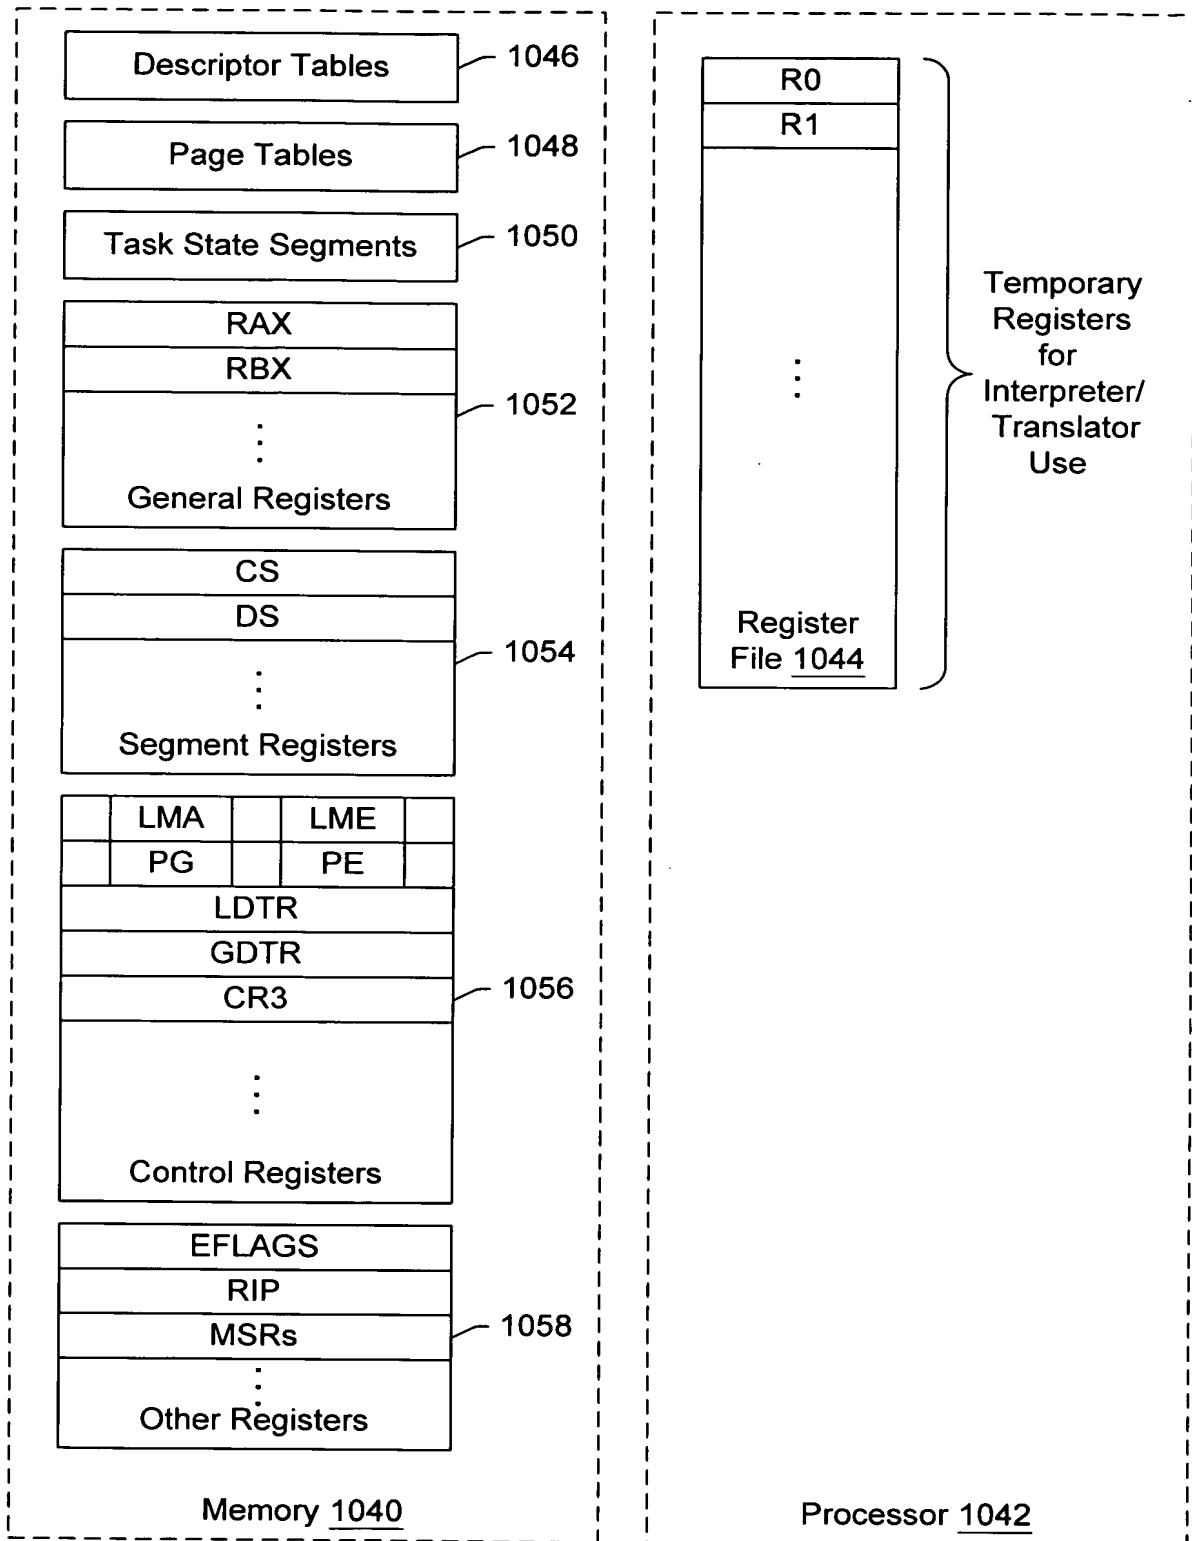 Descriptor Tables
1046
Page Tables
1048
Task State Segments
1050
RAX
RBX
1052
General Registers
CS
DS
1054
Segment Registers
LMA LME
PG PE
LDTR
GDTR
CR3
1056
Control Registers
EFLAGS
RIP
MSRs
1058
Other Registers
Memory 1040
R0
R1
Register
File 1044
Temporary
Registers
for
Interpreter/
Translator
Use
Processor 1042